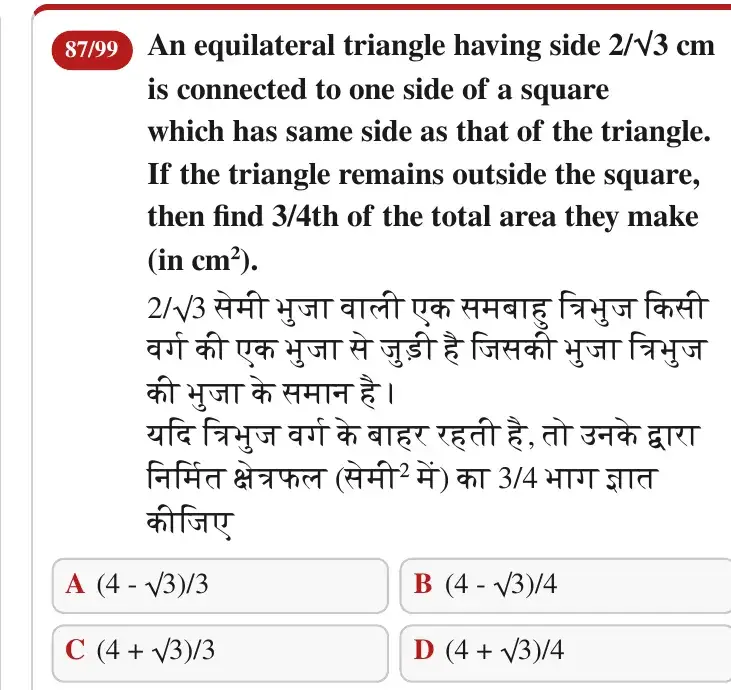 87/99 An equilateral triangle having side 2/√3 cm
is connected to one side of a square
which has same side as that of the triangle.
If the triangle remains outside the square,
then find 3/4th of the total area they make
(in cm²).
2/√3 सेमी भुजा वाली एक समबाहु त्रिभुज किसी
वर्ग की एक भुजा से जुड़ी है जिसकी भुजा त्रिभुज
की भुजा के समान है।
यदि त्रिभुज वर्ग के बाहर रहती है, तो उनके द्वारा
निर्मित क्षेत्रफल (सेमी² में) का 3/4 भाग ज्ञात
कीजिए
A (4 - √3)/3
B (4 - √3)/4
C (4 + √3)/3
D (4 + √3)/4